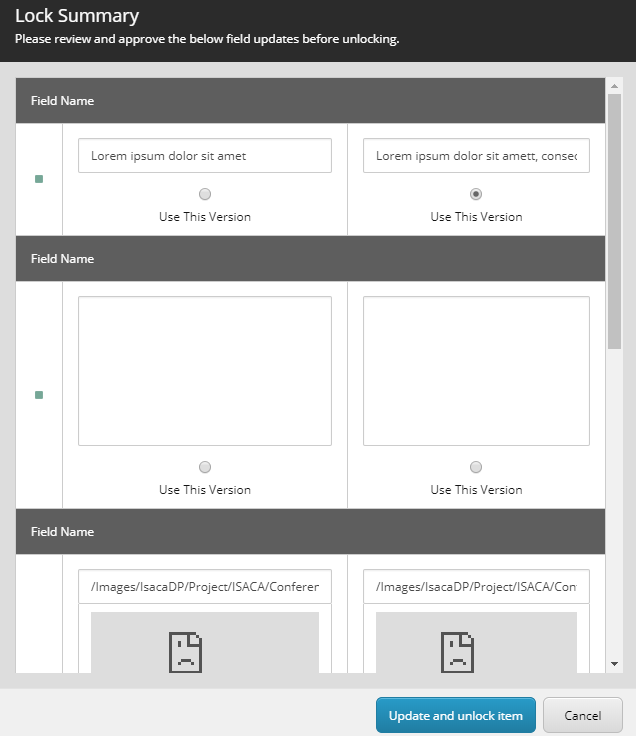 Lock Summary
Please review and approve the below field updates before unlocking.
Field Name
Lorem ipsum dolor sit amet
Lorem ipsum dolor sit amett, consec
Use This Version
Use This Version
Field Name
Use This Version
Use This Version
Field Name
/Images/IsacaDP/Project/ISACA/Conferen
/Images/IsacaDP/Project/ISACA/Con
Update and unlock item
Cancel